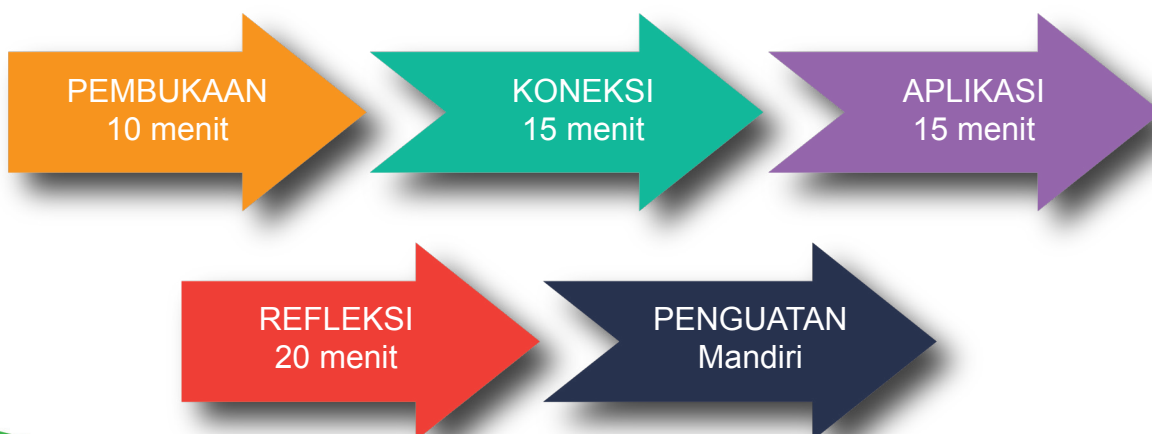 PEMBUKAAN
10 menit
KONEKSI
15 menit
APLIKASI
15 menit
REFLEKSI
20 menit
PENGUATAN
Mandiri